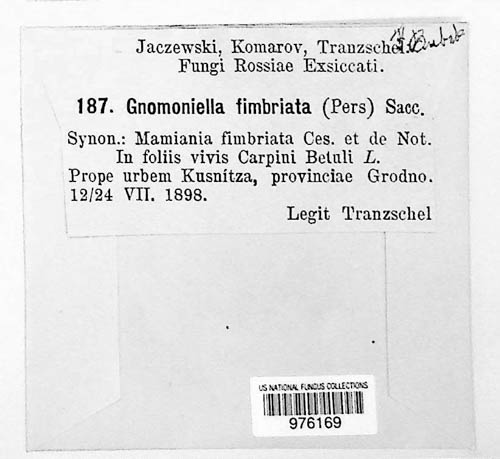 Jaczewski, Komarov, Tranzschel.
Fungi Rossiae Exsiccati.
187. Gnomoniella fimbriata (Pers) Sacc.
Synon.: Mamiania fimbriata Ces. et de Not.
In foliis vivis Carpini Betuli L.
Prope urbem Kusnítza, provinciae Grodno.
12/24 VII. 1898.
Legit Tranzschel
US NATIONAL FUNGUS COLLECTIONS
976169